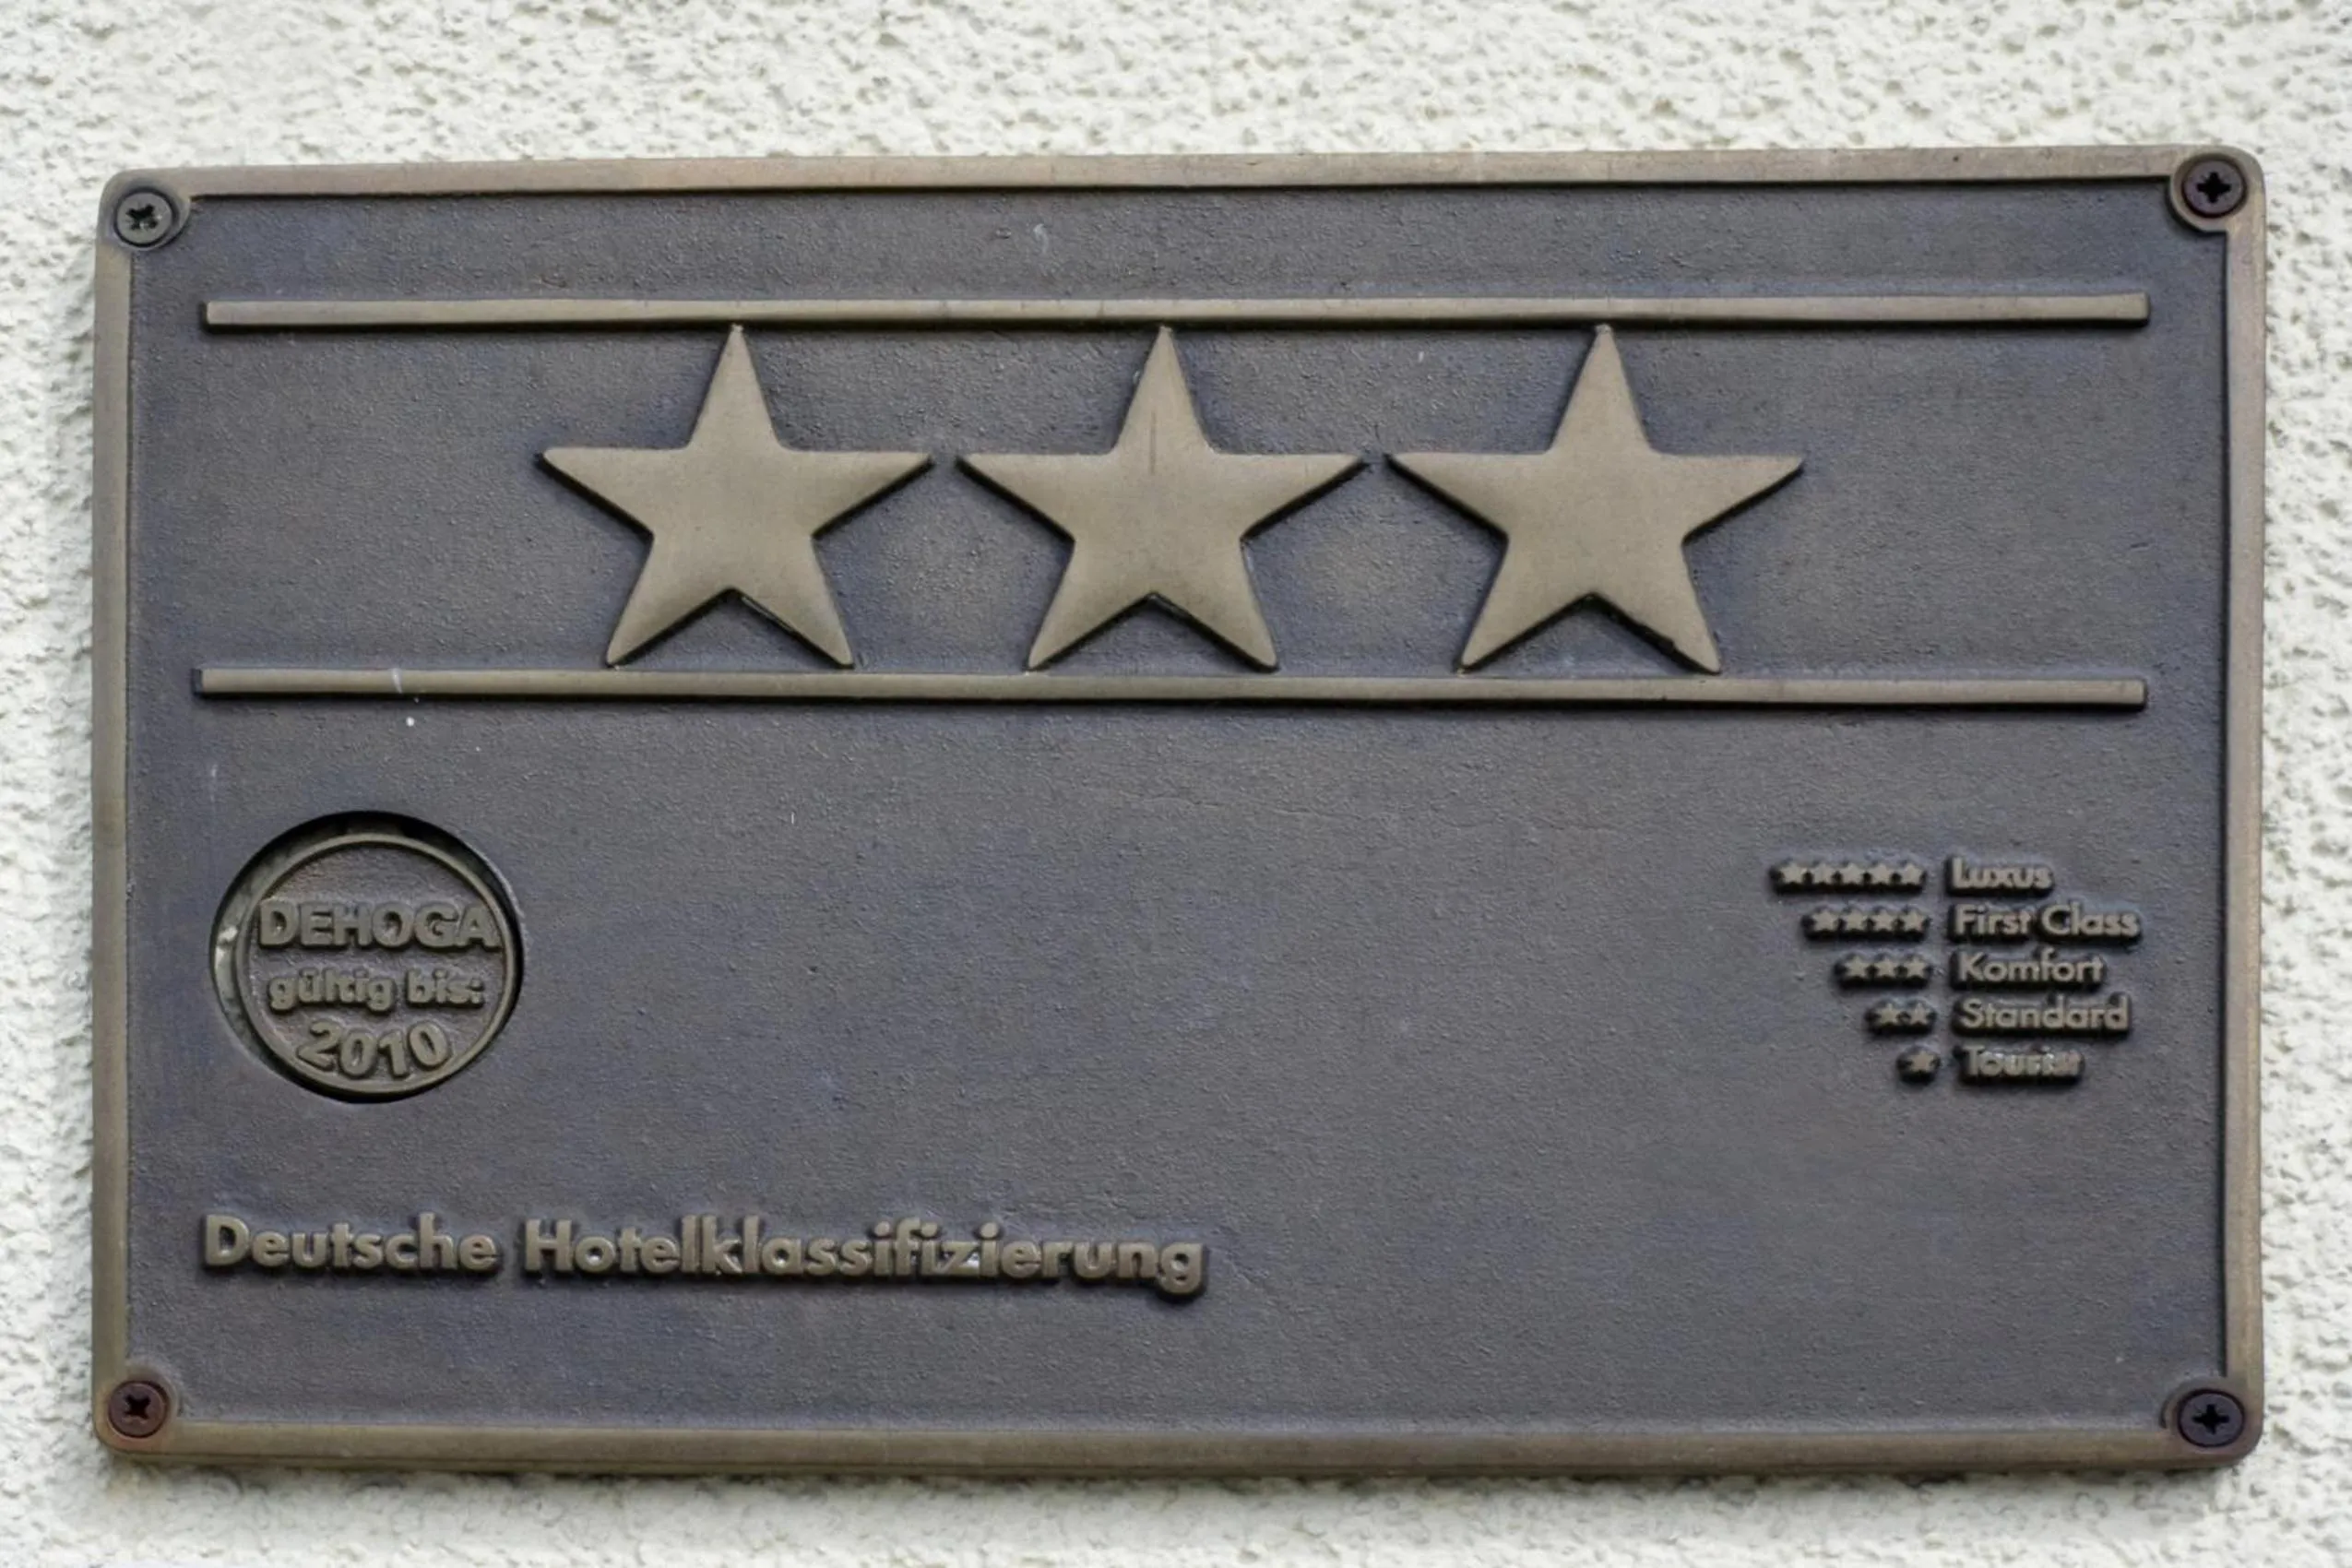 DEHOGA
gültig bis:
2010
Luxus
First Class
Komfort
Standard
Tourist
Deutsche Hotelklassifizierung